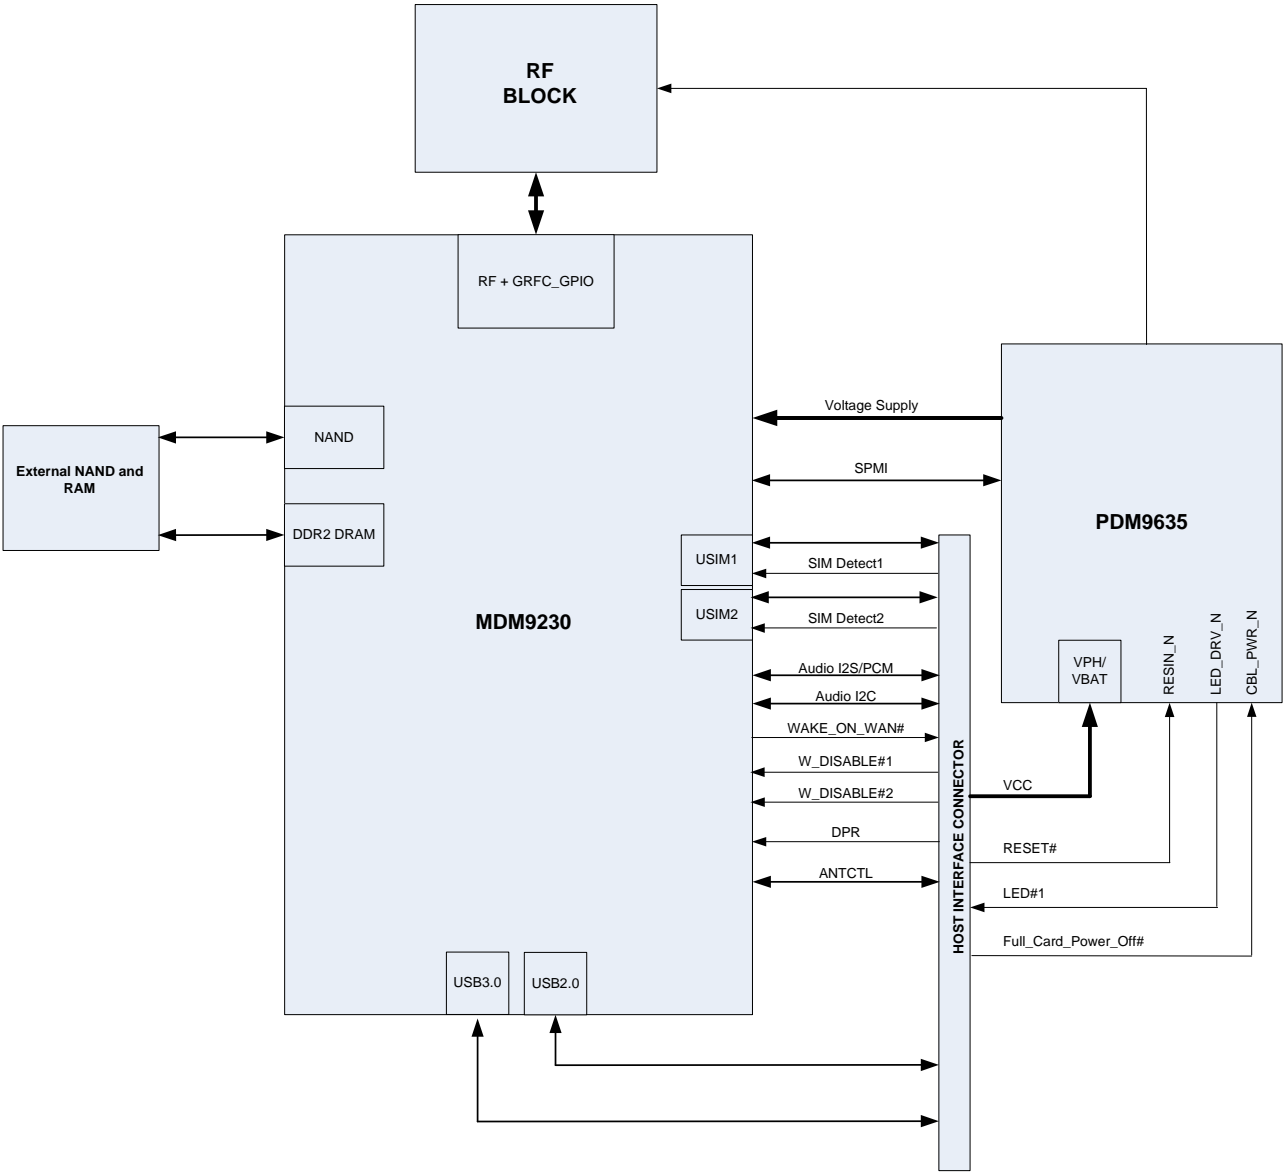 RF
BLOCK
RF + GRFC_GPIO
Voltage Supply
NAND
External NAND and
RAM
SPMI
PDM9635
DDR2 DRAM
USIM1
SIM Detect1
USIM2
SIM Detect2
MDM9230
VPH/
VBAT
RESIN_N
LED_DRV_N
CBL_PWR_N
Audio I2S/PCM
Audio I2C
WAKE_ON_WAN#
W_DISABLE#1
W_DISABLE#2
DPR
ANTCTL
HOST INTERFACE CONNECTOR
VCC
RESET#
LED#1
Full_Card_Power_Off#
USB3.0
USB2.0